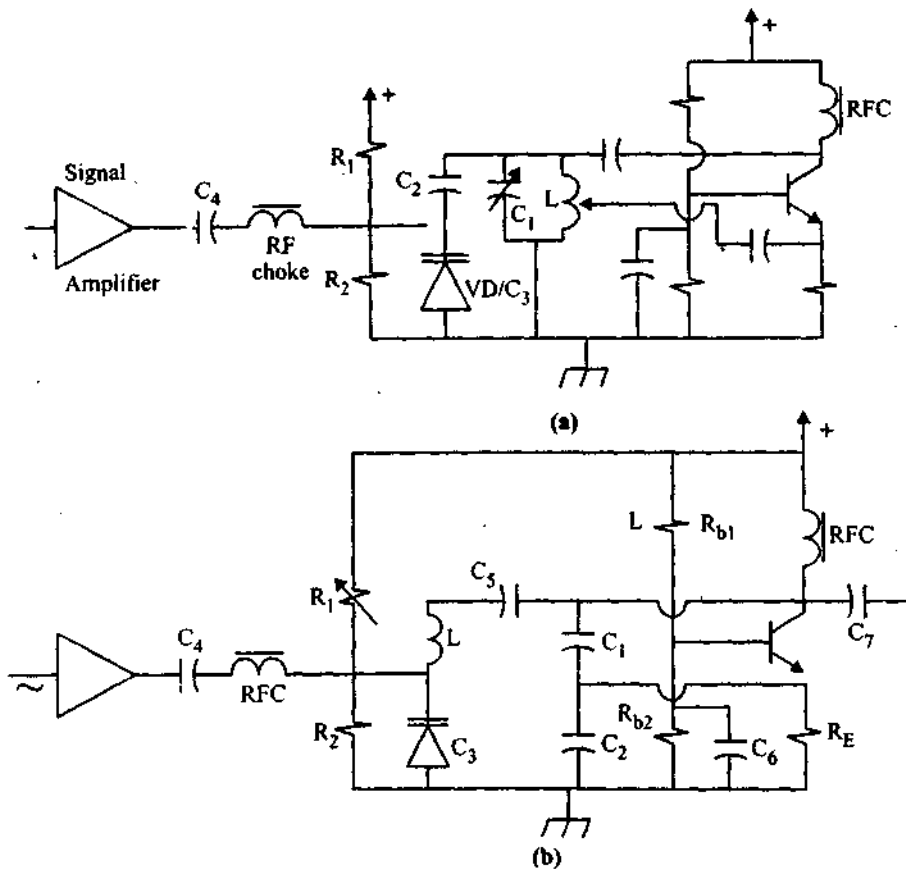 +
RFC
+
R1
Signal
C4
C2
C1
L
RF
choke
Amplifier
R2
VD/C3
(a)
+
L
Rb1
RFC
C5
R1
C4
L
C1
C7
~
RFC
R2
C3
C2
Rb2
C6
RE
(b)